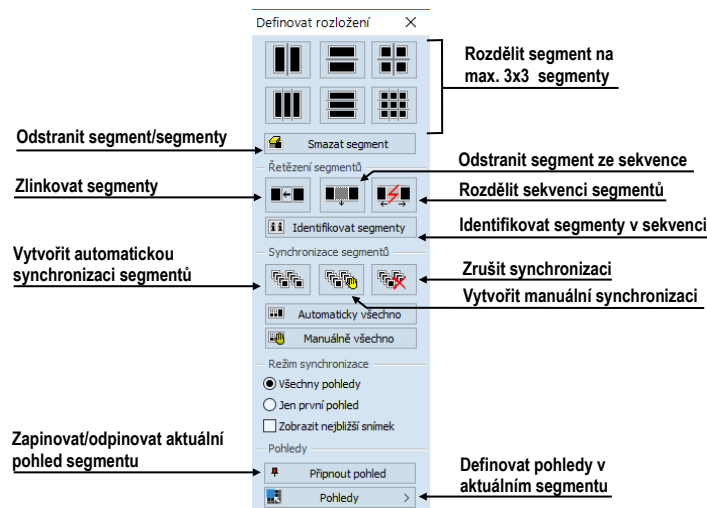 Definovat rozložení
Rozdělit segment na
max. 3x3 segmenty
Odstranit segment/segmenty
Smazat segment
Řetězení segmentů
Odstranit segment ze sekvence
Zlinkovat segmenty
Rozdělit sekvenci segmentů
Identifikovat segmenty
Identifikovat segmenty v sekvenci
Synchronizace segmentů
Vytvořit automatickou
synchronizaci segmentů
Zrušit synchronizaci
Vytvořit manuální synchronizaci
Automaticky všechno
Manuálně všechno
Režim synchronizace
Všechny pohledy
Jen první pohled
Zobrazit nejbližší snímek
Zapinovat/odpinovat aktuální
pohled segmentu
Pohledy
Připnout pohled
Definovat pohledy v
aktuálním segmentu
Pohledy